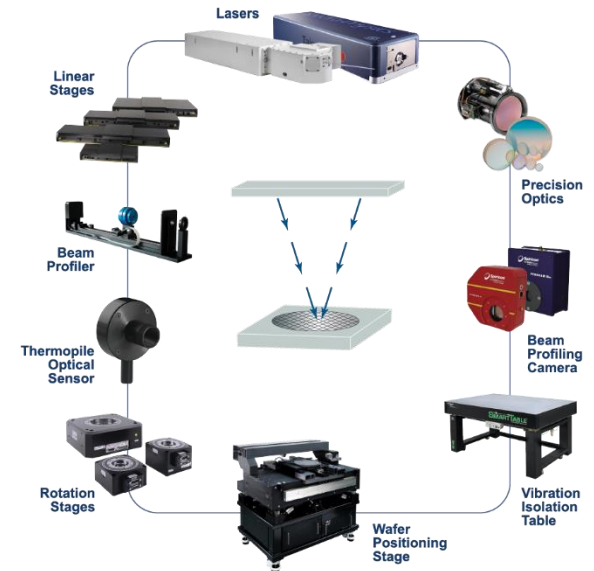 Lasers
Linear
Stages
Precision
Optics
Beam
Profiler
Beam
Profiling
Camera
Thermopile
Optical
Sensor
SMARTTABLE
Rotation
Stages
Vibration
Isolation
Table
Wafer
Positioning
Stage